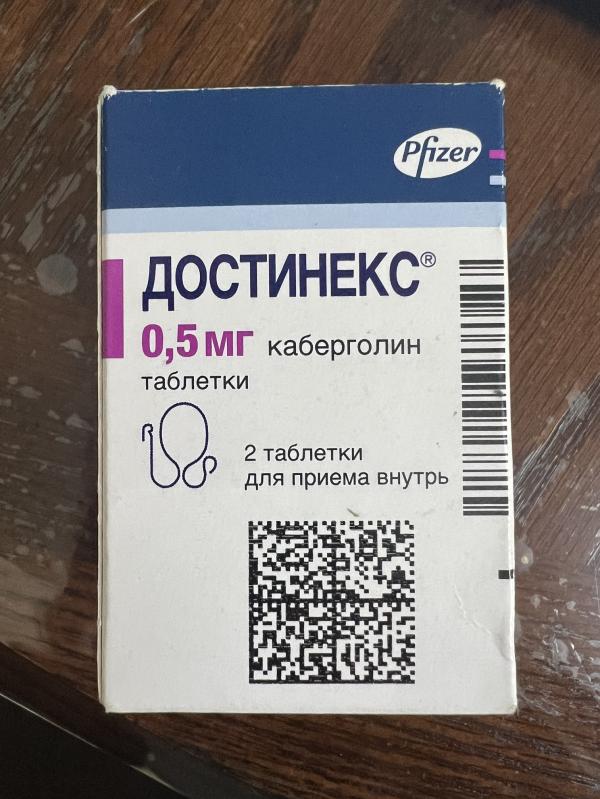 Pfizer
ДОСТИНЕКС®
0,5 мг каберголин
таблетки
2 таблетки
для приема внутрь